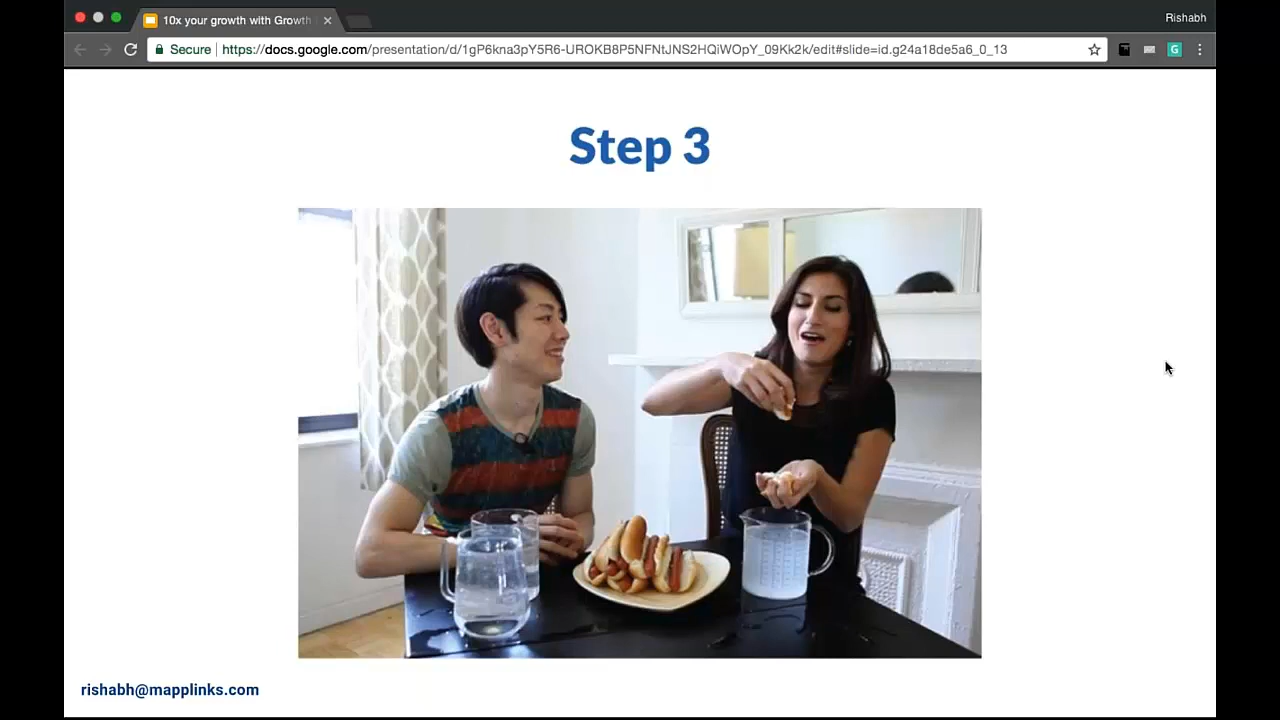 10x your growth with Growth
Rishabh
Secure
https://docs.google.com/presentation/d/1gP6kna3pY5R6-UROKB8P5NFNtJNS2HQiWOpY_09Kk2k/edit#slide=id.g24a18de5a6_0_13
G
Step 3
rishabh@mapplinks.com